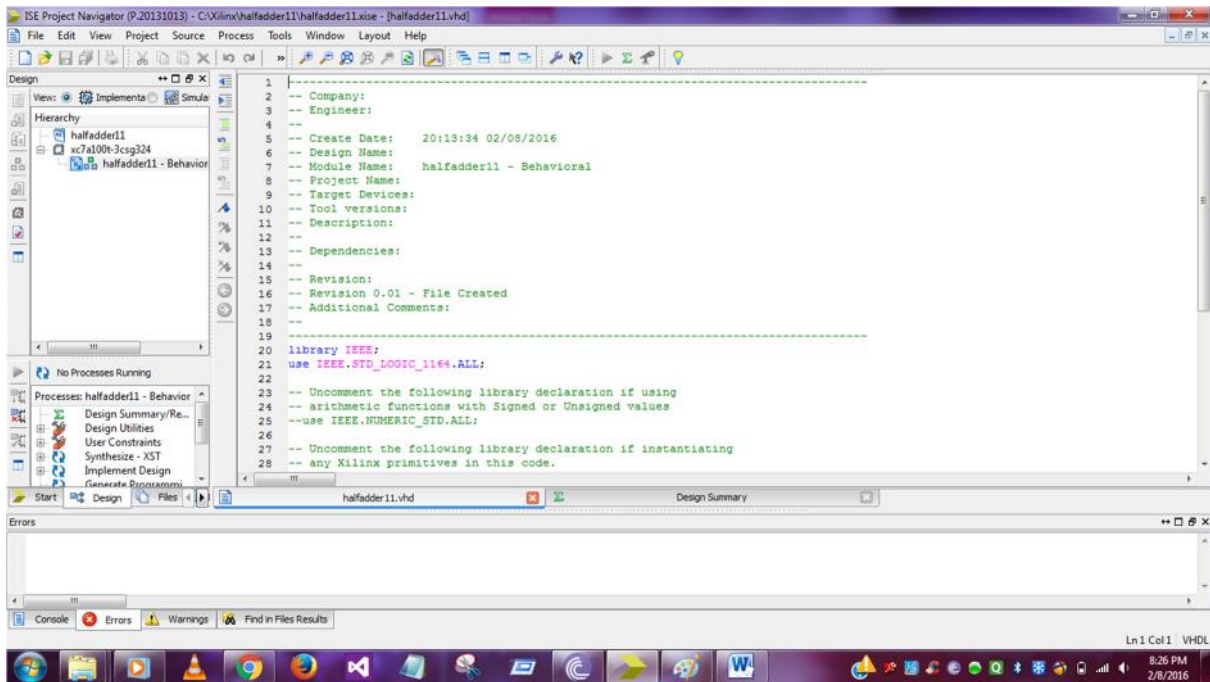 ISE Project Navigator (P.20131013) - C:\Xilinx\halfadder11\halfadder11.xise - [halfadder11.vhd]
File Edit View Project Source Process Tools Window Layout Help
Design
View: Implementa Simula
Hierarchy
halfadder11
xc7a100t-3csg324
halfadder11 - Behavior
No Processes Running
Processes: halfadder11 - Behavior
Design Summary/Re...
Design Utilities
User Constraints
Synthesize - XST
Implement Design
Generate Programmi
Start Design Files
1 --------------------------------------------------------------------------------
2 -- Company:
3 -- Engineer:
4 --
5 -- Create Date: 20:13:34 02/08/2016
6 -- Design Name:
7 -- Module Name: halfadder11 - Behavioral
8 -- Project Name:
9 -- Target Devices:
10 -- Tool versions:
11 -- Description:
12 --
13 -- Dependencies:
14 --
15 -- Revision:
16 -- Revision 0.01 - File Created
17 -- Additional Comments:
18 --
19 --------------------------------------------------------------------------------
20 library IEEE;
21 use IEEE.STD_LOGIC_1164.ALL;
22
23 -- Uncomment the following library declaration if using
24 -- arithmetic functions with Signed or Unsigned values
25 --use IEEE.NUMERIC_STD.ALL;
26
27 -- Uncomment the following library declaration if instantiating
28 -- any Xilinx primitives in this code.
halfadder11.vhd Design Summary
Errors
Console Errors Warnings Find in Files Results
Ln 1 Col 1 VHDL
8:26 PM
2/8/2016